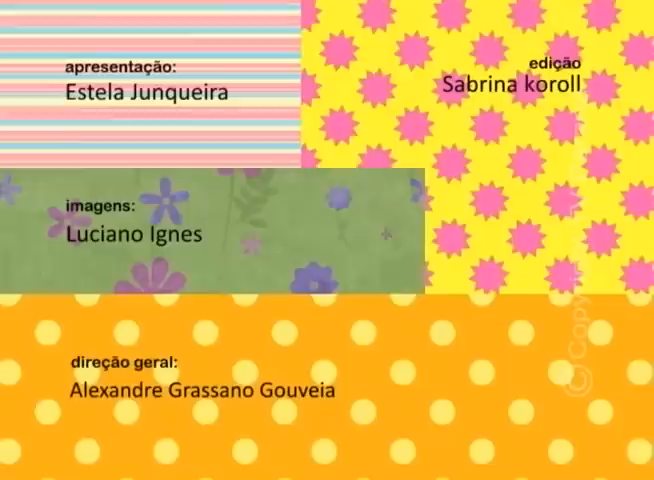 apresentação:
Estela Junqueira
edição
Sabrina koroll
imagens:
Luciano Ignes
direção geral:
Alexandre Grassano Gouveia